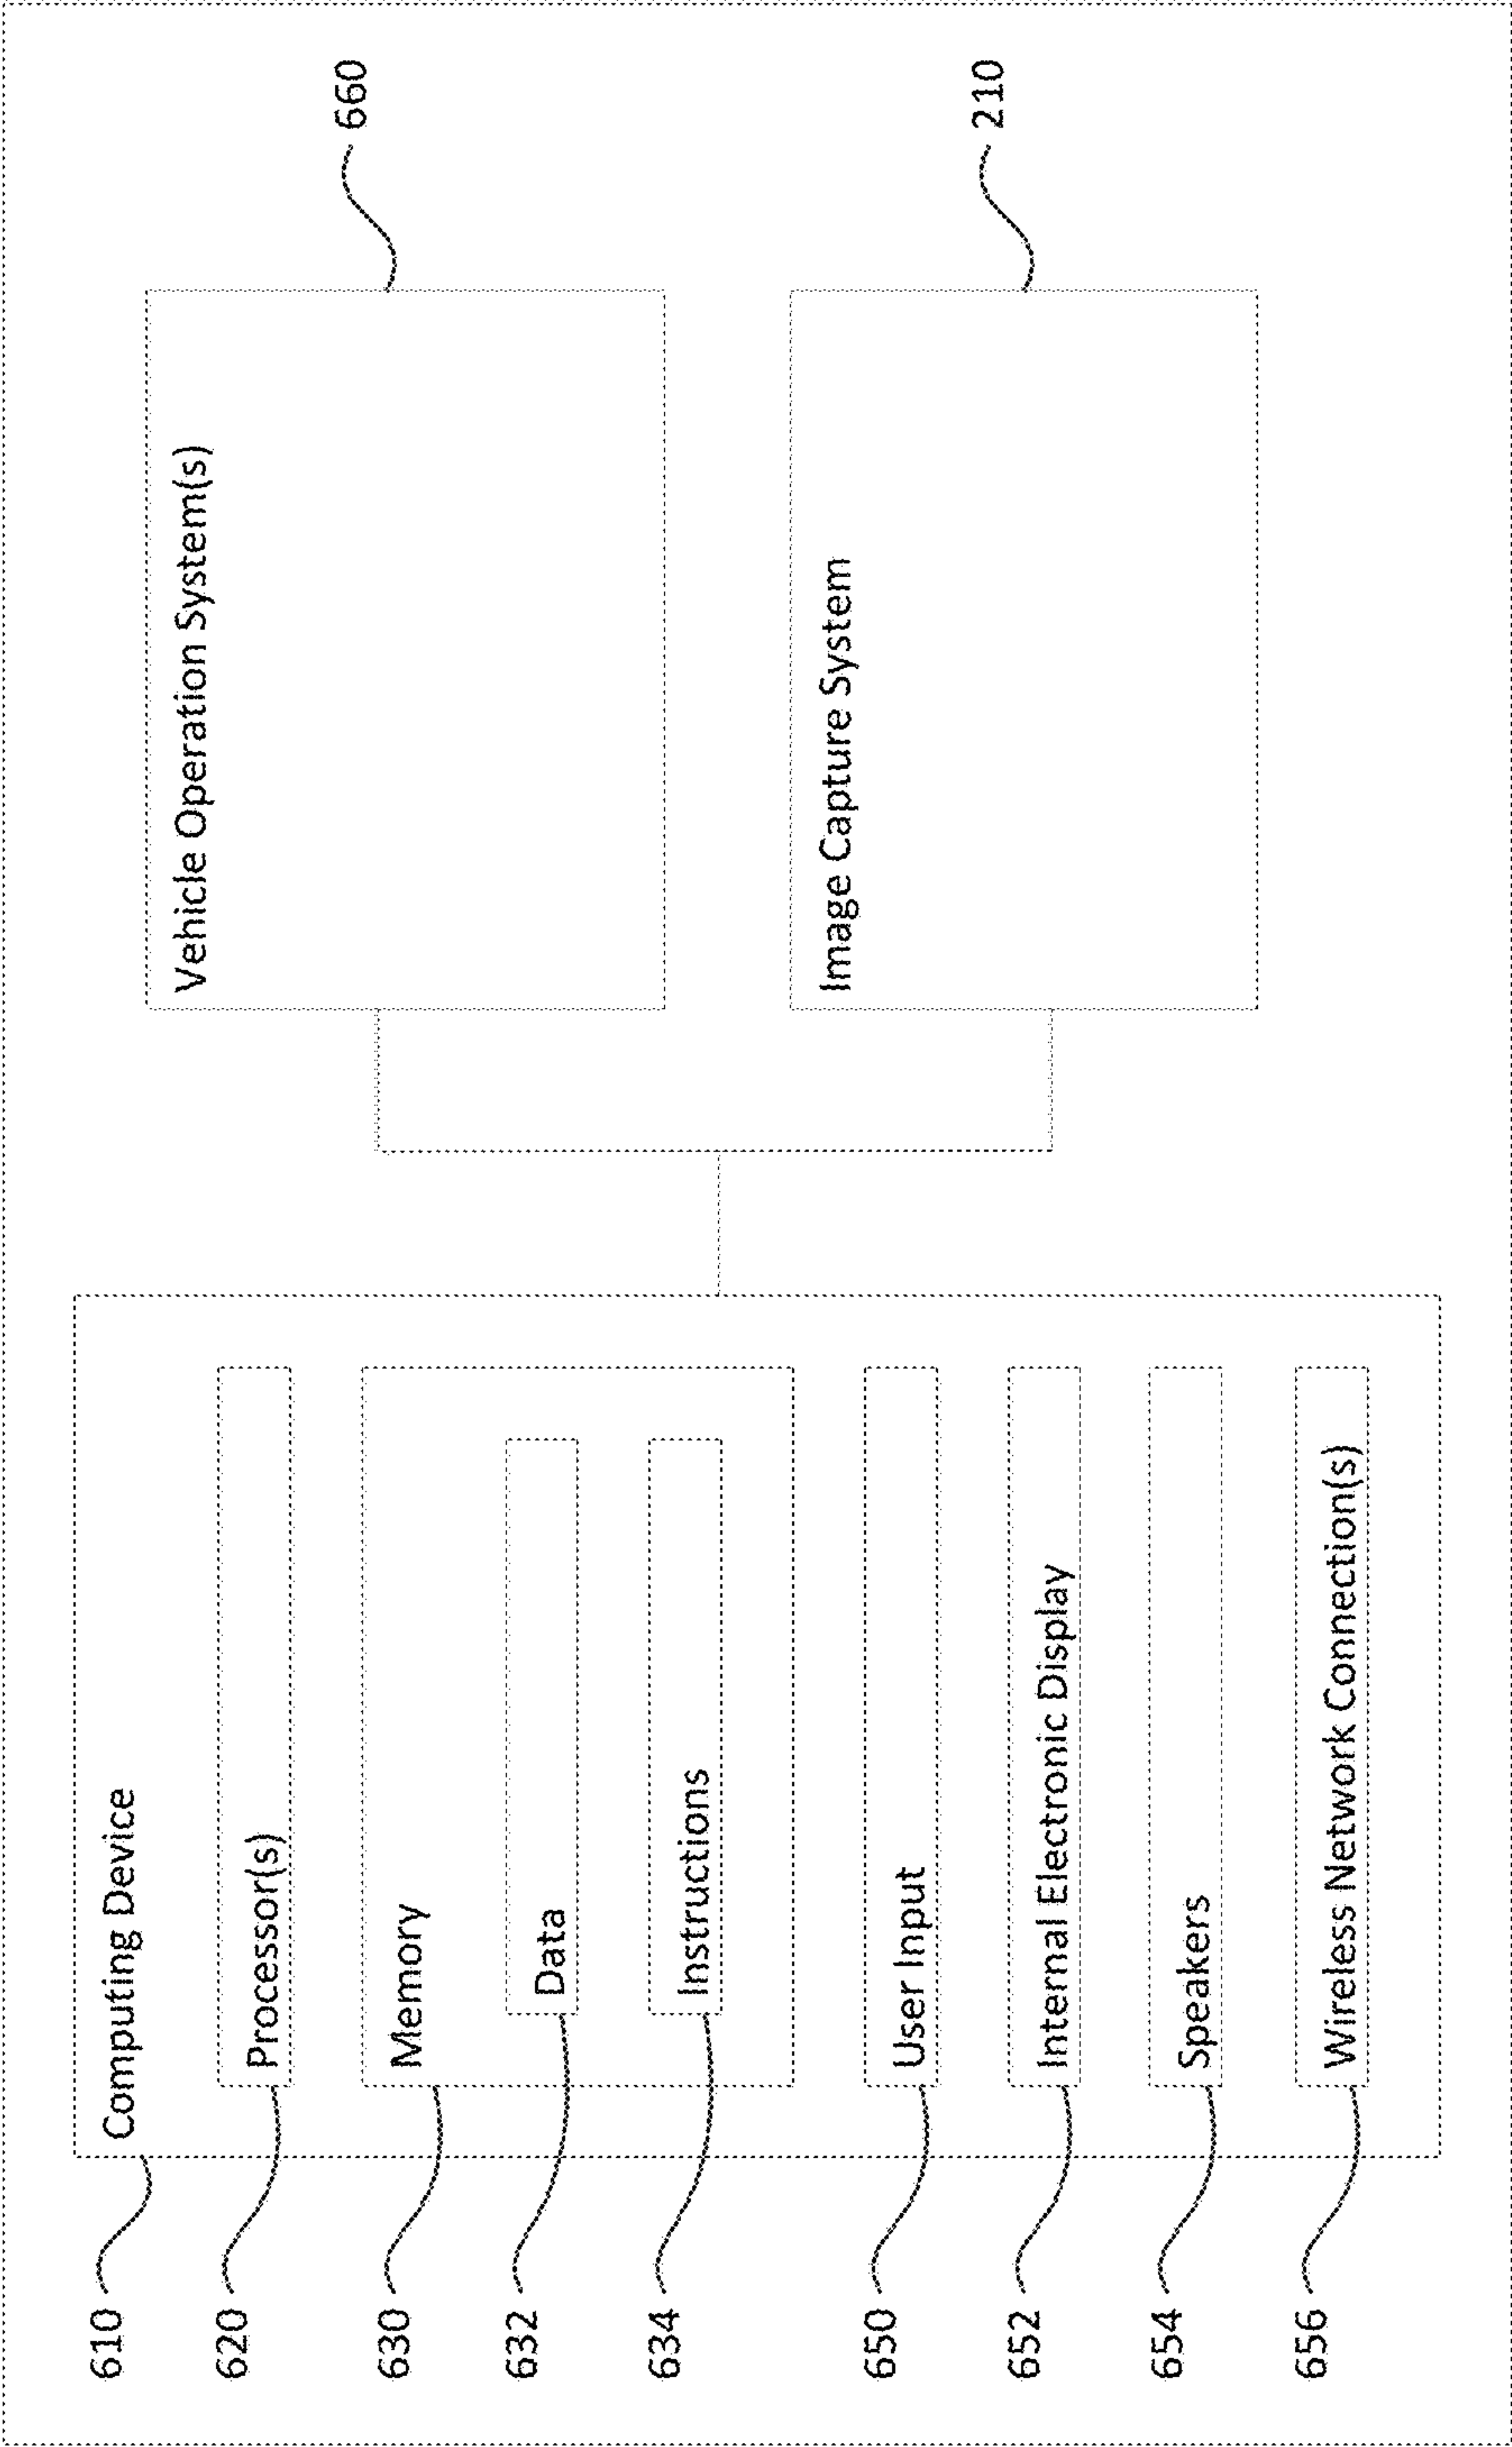 610
Computing Device
620
Processor(s)
630
Memory
632
Data
634
Instructions
650
User Input
652
Internal Electronic Display
654
Speakers
656
Wireless Network Connection(s)
Vehicle Operation System(s)
660
Image Capture System
210